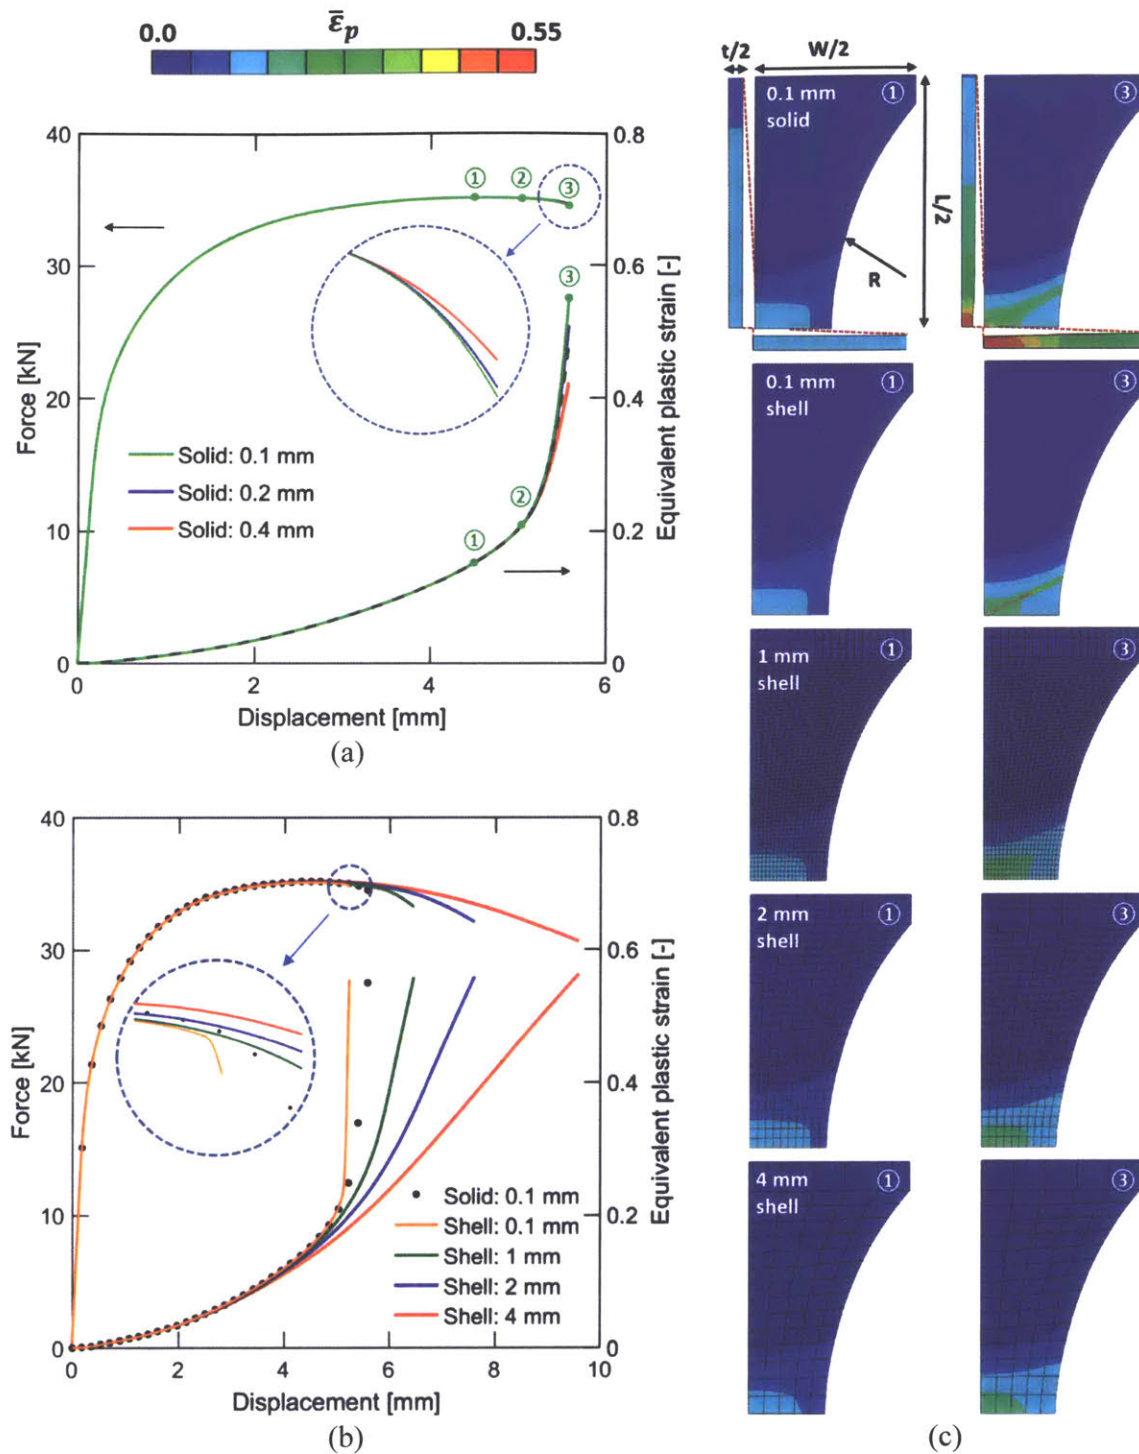 ε̄p
0.0
0.55
40
30
20
10
0
Force [kN]
0.8
0.6
0.4
0.2
0
Equivalent plastic strain [-]
①
②
③
③
②
①
Solid: 0.1 mm
Solid: 0.2 mm
Solid: 0.4 mm
0
2
4
6
Displacement [mm]
(a)
40
30
20
10
0
Force [kN]
0.8
0.6
0.4
0.2
0
Equivalent plastic strain [-]
Solid: 0.1 mm
Shell: 0.1 mm
Shell: 1 mm
Shell: 2 mm
Shell: 4 mm
0
2
4
6
8
10
Displacement [mm]
(b)
t/2
W/2
0.1 mm
solid
①
③
L/2
R
0.1 mm
shell
①
③
1 mm
shell
①
③
2 mm
shell
①
③
4 mm
shell
①
③
(c)